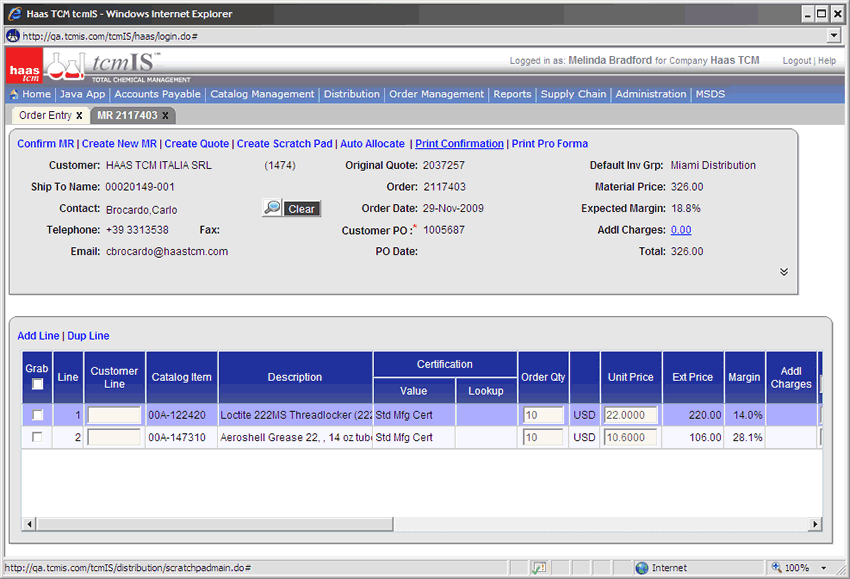 Haas TCM tcmIS - Windows Internet Explorer
http://qa.tcmis.com/tcmIS/haas/login.do#
haas tcm
tcmIS™
TOTAL CHEMICAL MANAGEMENT
Logged in as: Melinda Bradford for Company Haas TCM
Logout | Help
Home | Java App | Accounts Payable | Catalog Management | Distribution | Order Management | Reports | Supply Chain | Administration | MSDS
Order Entry x MR 2117403 x
Confirm MR | Create New MR | Create Quote | Create Scratch Pad | Auto Allocate | Print Confirmation | Print Pro Forma
Customer: HAAS TCM ITALIA SRL (1474) Original Quote: 2037257 Default Inv Grp: Miami Distribution
Ship To Name: 00020149-001 Order: 2117403 Material Price: 326.00
Contact: Brocardo,Carlo Clear Order Date: 29-Nov-2009 Expected Margin: 18.8%
Telephone: +39 3313538 Fax: Customer PO :* 1005687 Addl Charges: 0.00
Email: cbrocardo@haastcm.com PO Date: Total: 326.00
Add Line | Dup Line
Grab Line Customer Line Catalog Item Description Certification Value Lookup Order Qty Unit Price Ext Price Margin Addl Charges
1 00A-122420 Loctite 222MS Threadlocker (222 Std Mfg Cert 10 USD 22.0000 220.00 14.0%
2 00A-147310 Aeroshell Grease 22, , 14 oz tube Std Mfg Cert 10 USD 10.6000 106.00 28.1%
http://qa.tcmis.com/tcmIS/distribution/scratchpadmain.do# Internet 100%